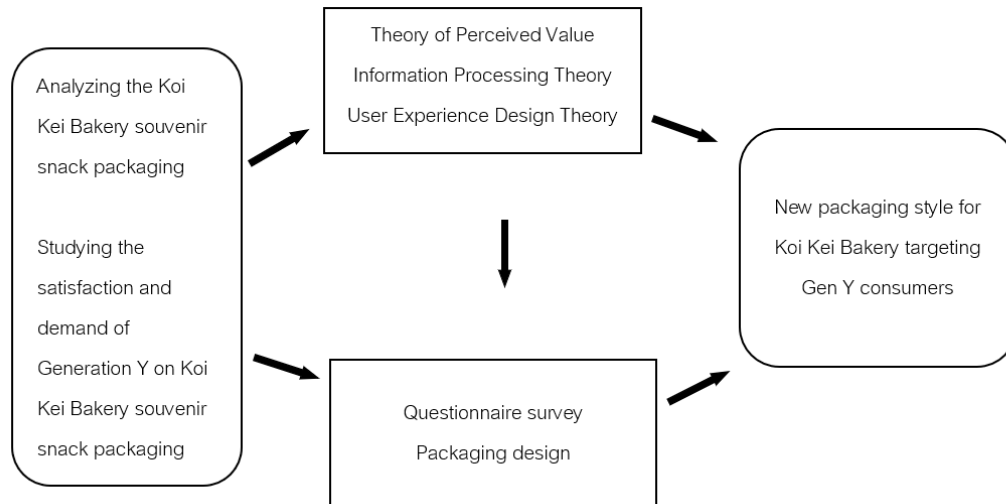 Analyzing the Koi
Kei Bakery souvenir
snack packaging
Studying the
satisfaction and
demand of
Generation Y on Koi
Kei Bakery souvenir
snack packaging
Theory of Perceived Value
Information Processing Theory
User Experience Design Theory
Questionnaire survey
Packaging design
New packaging style for
Koi Kei Bakery targeting
Gen Y consumers